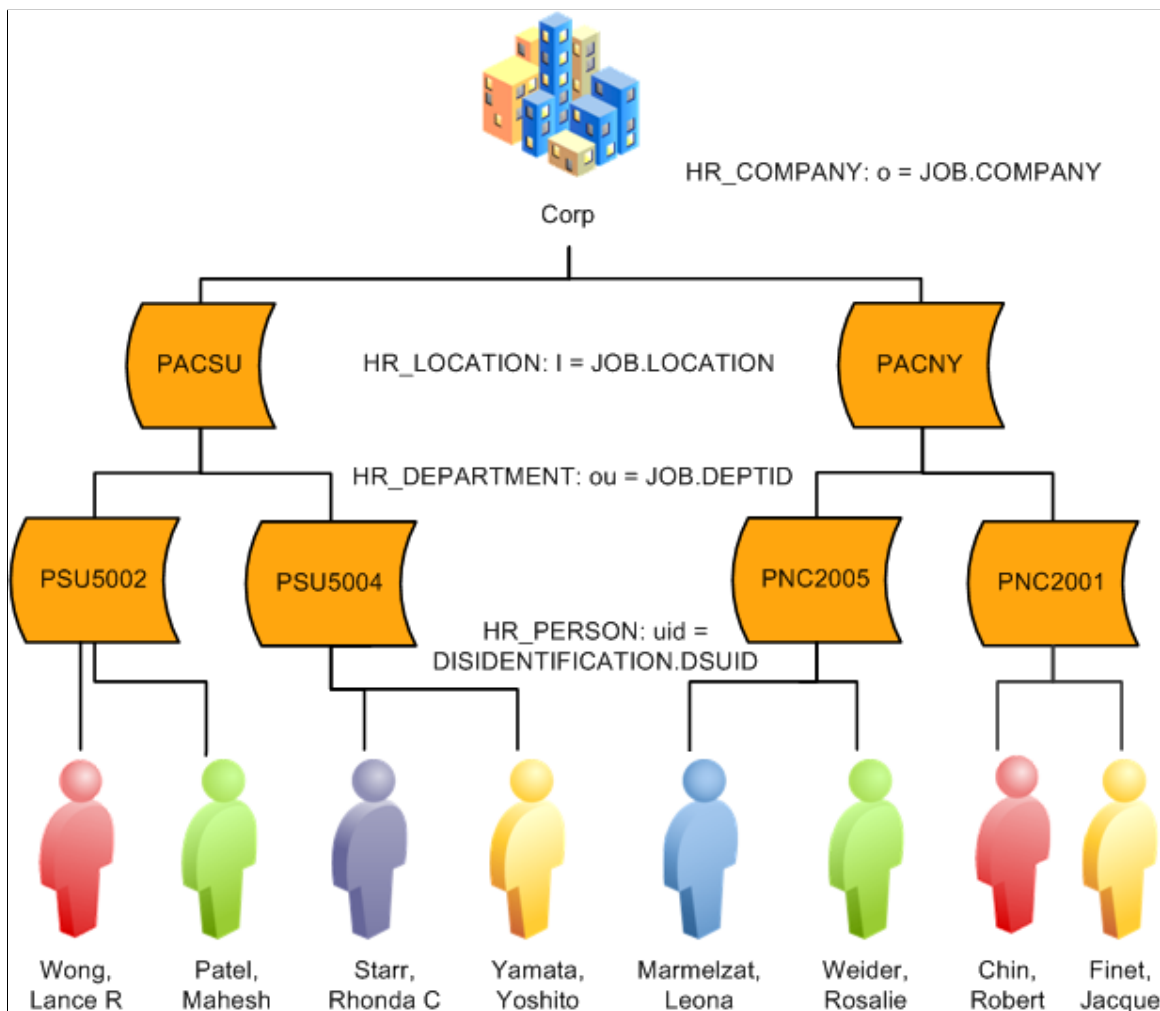 HR_COMPANY: o = JOB.COMPANY
Corp
PACSU
HR_LOCATION: l = JOB.LOCATION
PACNY
HR_DEPARTMENT: ou = JOB.DEPTID
PSU5002
PSU5004
PNC2005
PNC2001
HR_PERSON: uid =
DISIDENTIFICATION.DSUID
Wong,
Lance R
Patel,
Mahesh
Starr,
Rhonda C
Yamata,
Yoshito
Marmelzat,
Leona
Weider,
Rosalie
Chin,
Robert
Finet,
Jacque